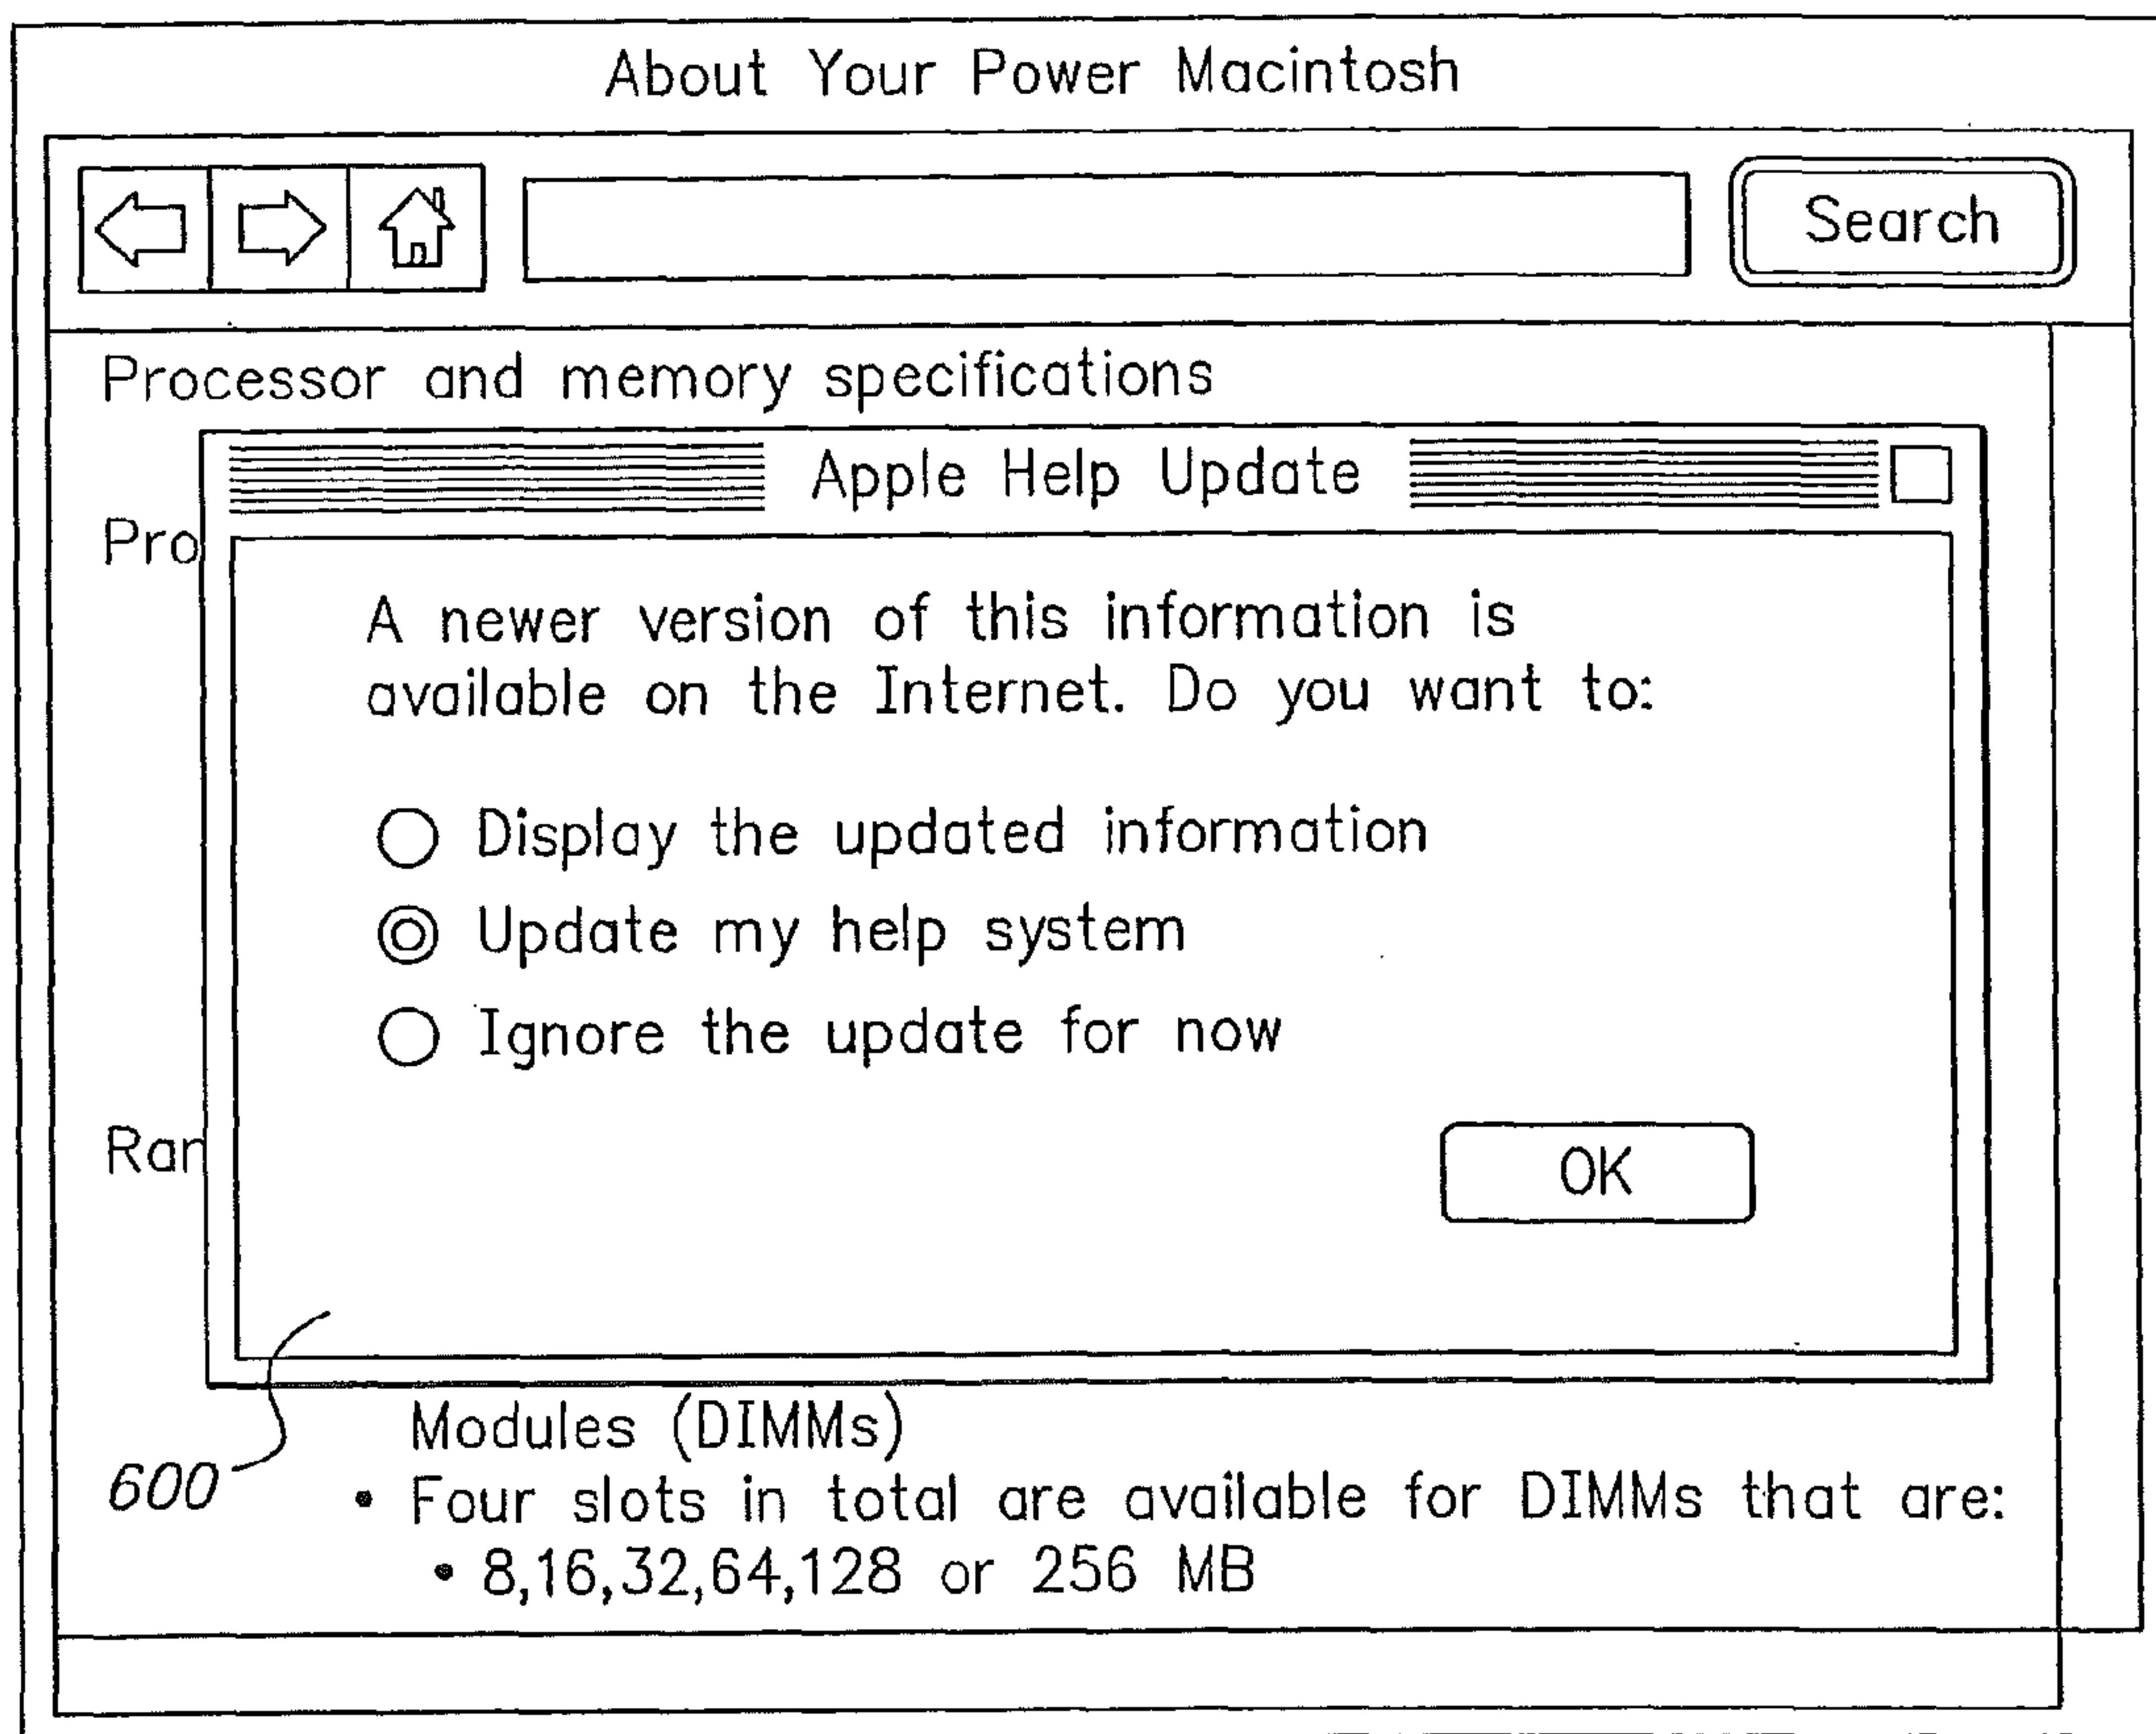 About Your Power Macintosh
Search
Processor and memory specifications
Apple Help Update
Pro
A newer version of this information is
available on the Internet. Do you want to:
Display the updated information
Update my help system
Ignore the update for now
Ran
OK
Modules (DIMMs)
600
• Four slots in total are available for DIMMs that are:
• 8,16,32,64,128 or 256 MB